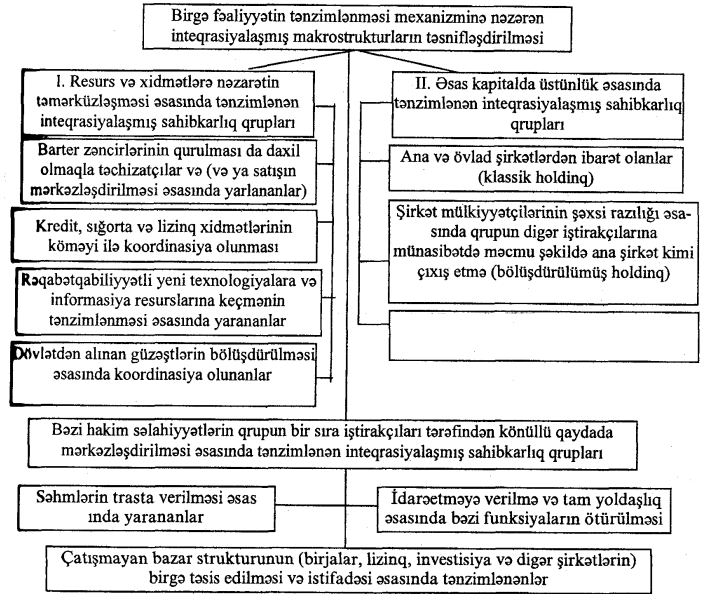 Birgə fəaliyyətin tənzimlənməsi mexanizminə nəzərən
inteqrasiyalaşmış makrostrukturların təsnifləşdirilməsi
I. Resurs və xidmətlərə nəzarətin
təmərküzləşməsi əsasında tənzimlənən
inteqrasiyalaşmış sahibkarlıq qrupları
Barter zəncirlərinin qurulması da daxil
olmaqla təchizatçılar və (və ya satışın
mərkəzləşdirilməsi əsasında yarlananlar)
Kredit, sığorta və lizinq xidmətlərinin
köməyi ilə koordinasiya olunması
Rəqabətqabiliyyətli yeni texnologiyalara və
informasiya resurslarına keçmənin
tənzimlənməsi əsasında yarananlar
Dövlətdən alınan güzəştlərin bölüşdürülməsi
əsasında koordinasiya olunanlar
II. Əsas kapitalda üstünlük əsasında
tənzimlənən inteqrasiyalaşmış sahibkarlıq
qrupları
Ana və övlad şirkətlərdən ibarət olanlar
(klassik holdinq)
Şirkət mülkiyyətçilərinin şəxsi razılığı əsa-
sında qrupun digər iştirakçılarına
münasibətdə məcmu şəkildə ana şirkət kimi
çıxış etmə (bölüşdürülümüş holdinq)
Bəzi hakim səlahiyyətlərin qrupun bir sıra iştirakçıları tərəfindən könüllü qaydada
mərkəzləşdirilməsi əsasında tənzimlənən inteqrasiyalaşmış sahibkarlıq qrupları
Səhmlərin trasta verilməsi əsas
ında yarananlar
İdarəetməyə verilmə və tam yoldaşlıq
əsasında bəzi funksiyaların ötürülməsi
Çatışmayan bazar strukturunun (birjalar, lizinq, investisiya və digər şirkətlərin)
birgə təsis edilməsi və istifadəsi əsasında tənzimlənənlər